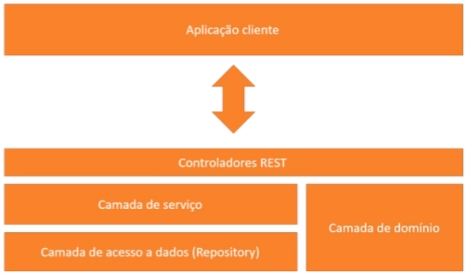 Aplicação cliente
Controladores REST
Camada de serviço
Camada de domínio
Camada de acesso a dados (Repository)